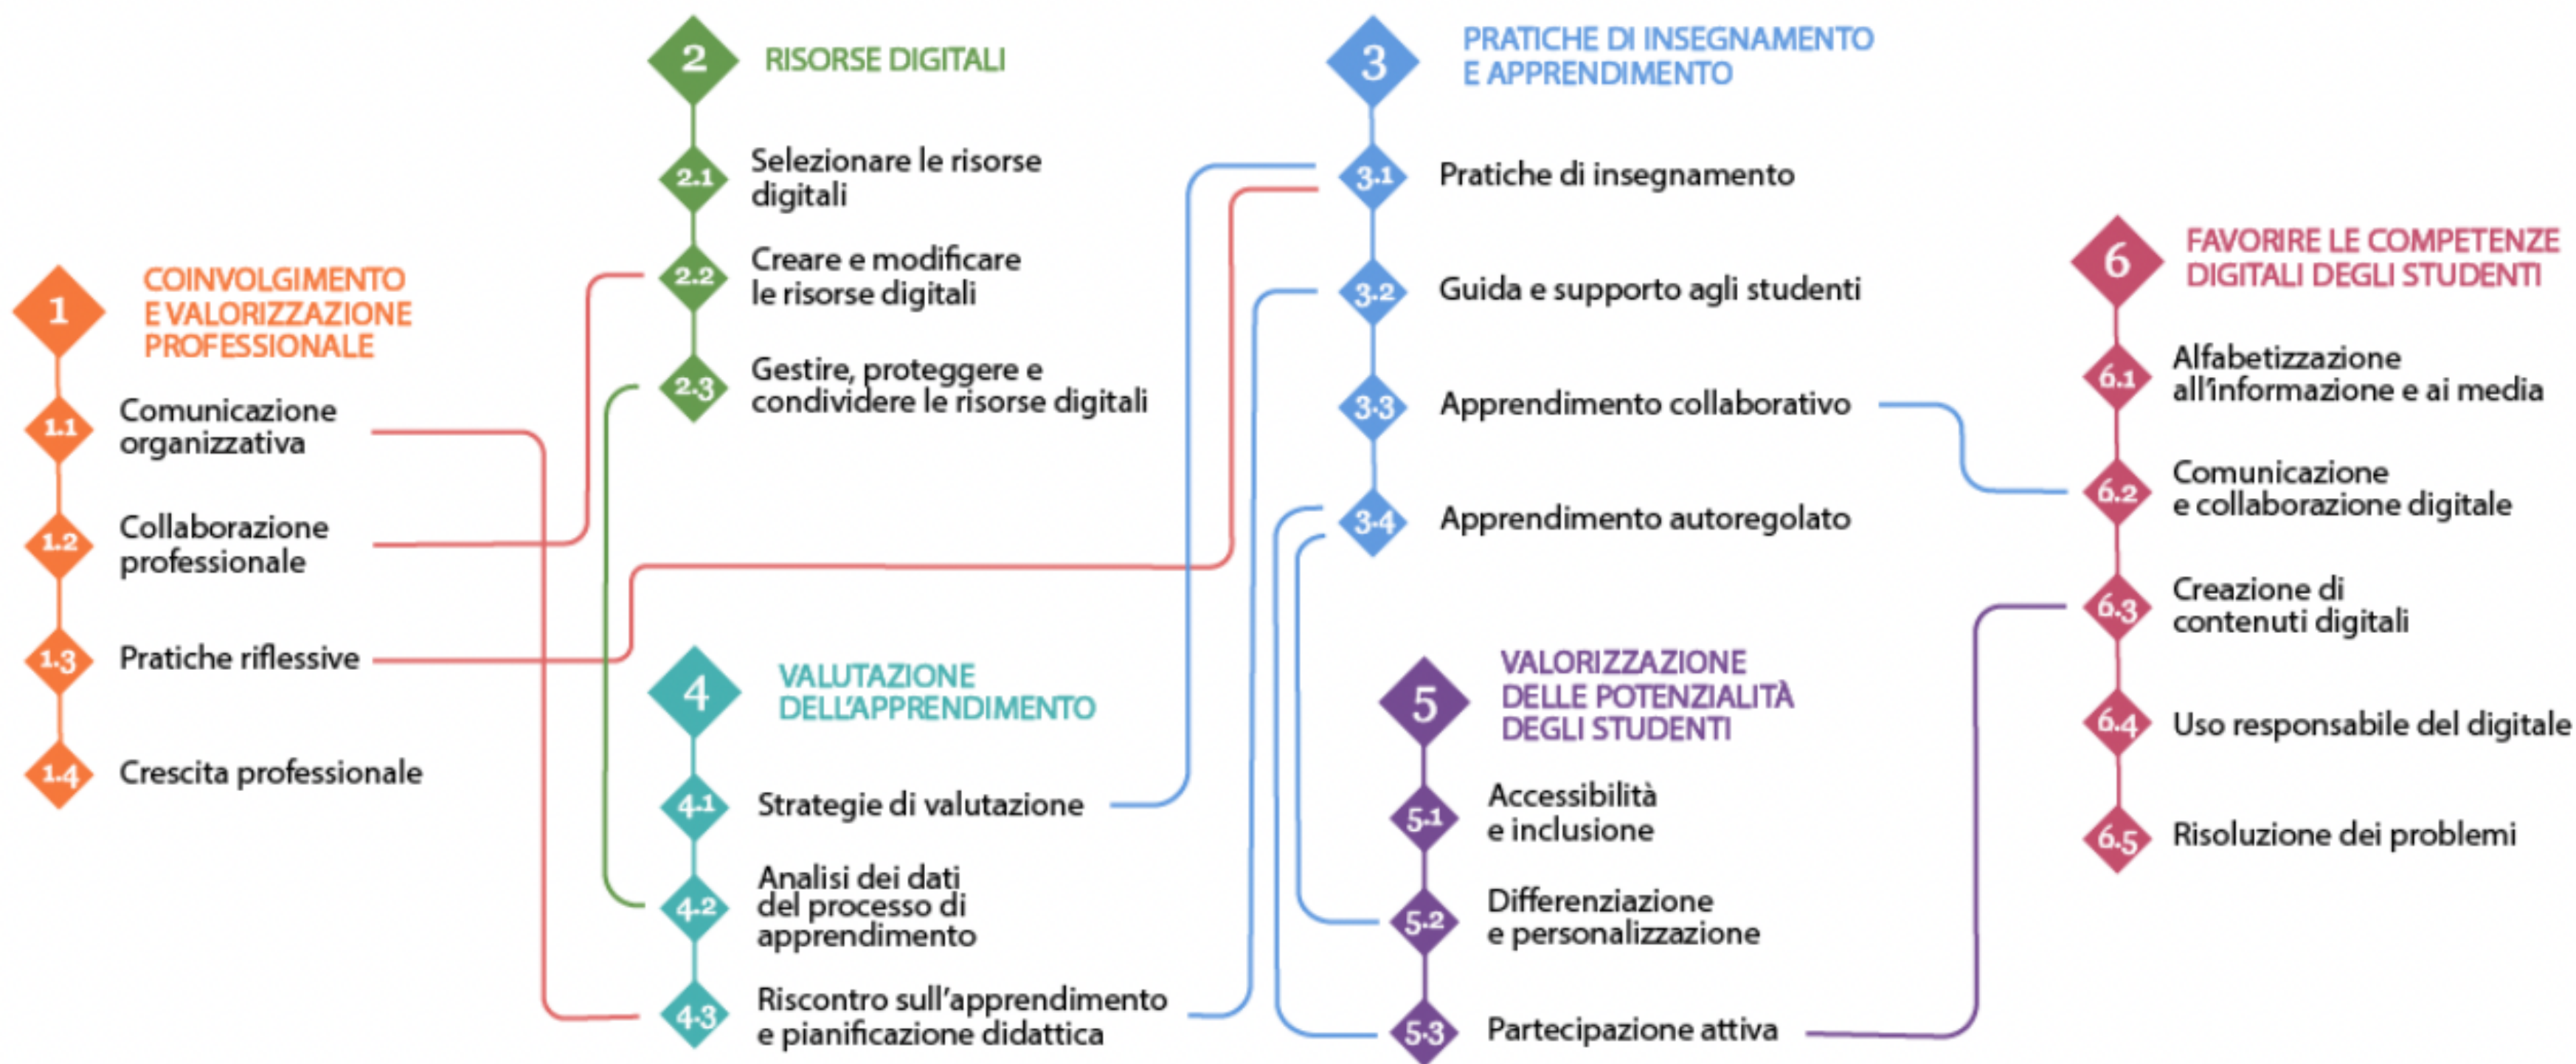 1
COINVOLGIMENTO
E VALORIZZAZIONE
PROFESSIONALE
1.1
Comunicazione
organizzativa
1.2
Collaborazione
professionale
1.3
Pratiche riflessive
1.4
Crescita professionale
2
RISORSE DIGITALI
2.1
Selezionare le risorse
digitali
2.2
Creare e modificare
le risorse digitali
2.3
Gestire, proteggere e
condividere le risorse digitali
3
PRATICHE DI INSEGNAMENTO
E APPRENDIMENTO
3.1
Pratiche di insegnamento
3.2
Guida e supporto agli studenti
3.3
Apprendimento collaborativo
3.4
Apprendimento autoregolato
4
VALUTAZIONE
DELL'APPRENDIMENTO
4.1
Strategie di valutazione
4.2
Analisi dei dati
del processo di
apprendimento
4.3
Riscontro sull'apprendimento
e pianificazione didattica
5
VALORIZZAZIONE
DELLE POTENZIALITÀ
DEGLI STUDENTI
5.1
Accessibilità
e inclusione
5.2
Differenziazione
e personalizzazione
5.3
Partecipazione attiva
6
FAVORIRE LE COMPETENZE
DIGITALI DEGLI STUDENTI
6.1
Alfabetizzazione
all'informazione e ai media
6.2
Comunicazione
e collaborazione digitale
6.3
Creazione di
contenuti digitali
6.4
Uso responsabile del digitale
6.5
Risoluzione dei problemi